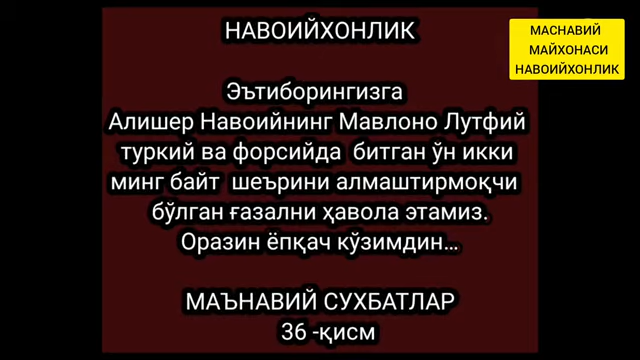 НАВОИЙХОНЛИК
МАСНАВИЙ
МАЙХОНАСИ
НАВОИЙХОНЛИК
Эътиборингизга
Алишер Навоийнинг Мавлоно Лутфий
туркий ва форсийда битган ўн икки
минг байт шеърини алмаштирмоқчи
бўлган ғазални ҳавола этамиз.
Оразин ёпқач кўзимдин...
МАЪНАВИЙ СУХБАТЛАР
36 -қисм